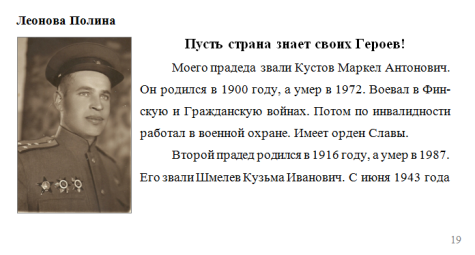 Леонова Полина
Пусть страна знает своих Героев!
Моего прадеда звали Кустов Маркел Антонович.
Он родился в 1900 году, а умер в 1972. Воевал в Фин-
скую и Гражданскую войнах. Потом по инвалидности
работал в военной охране. Имеет орден Славы.
Второй прадед родился в 1916 году, а умер в 1987.
Его звали Шмелев Кузьма Иванович. С июня 1943 года
19